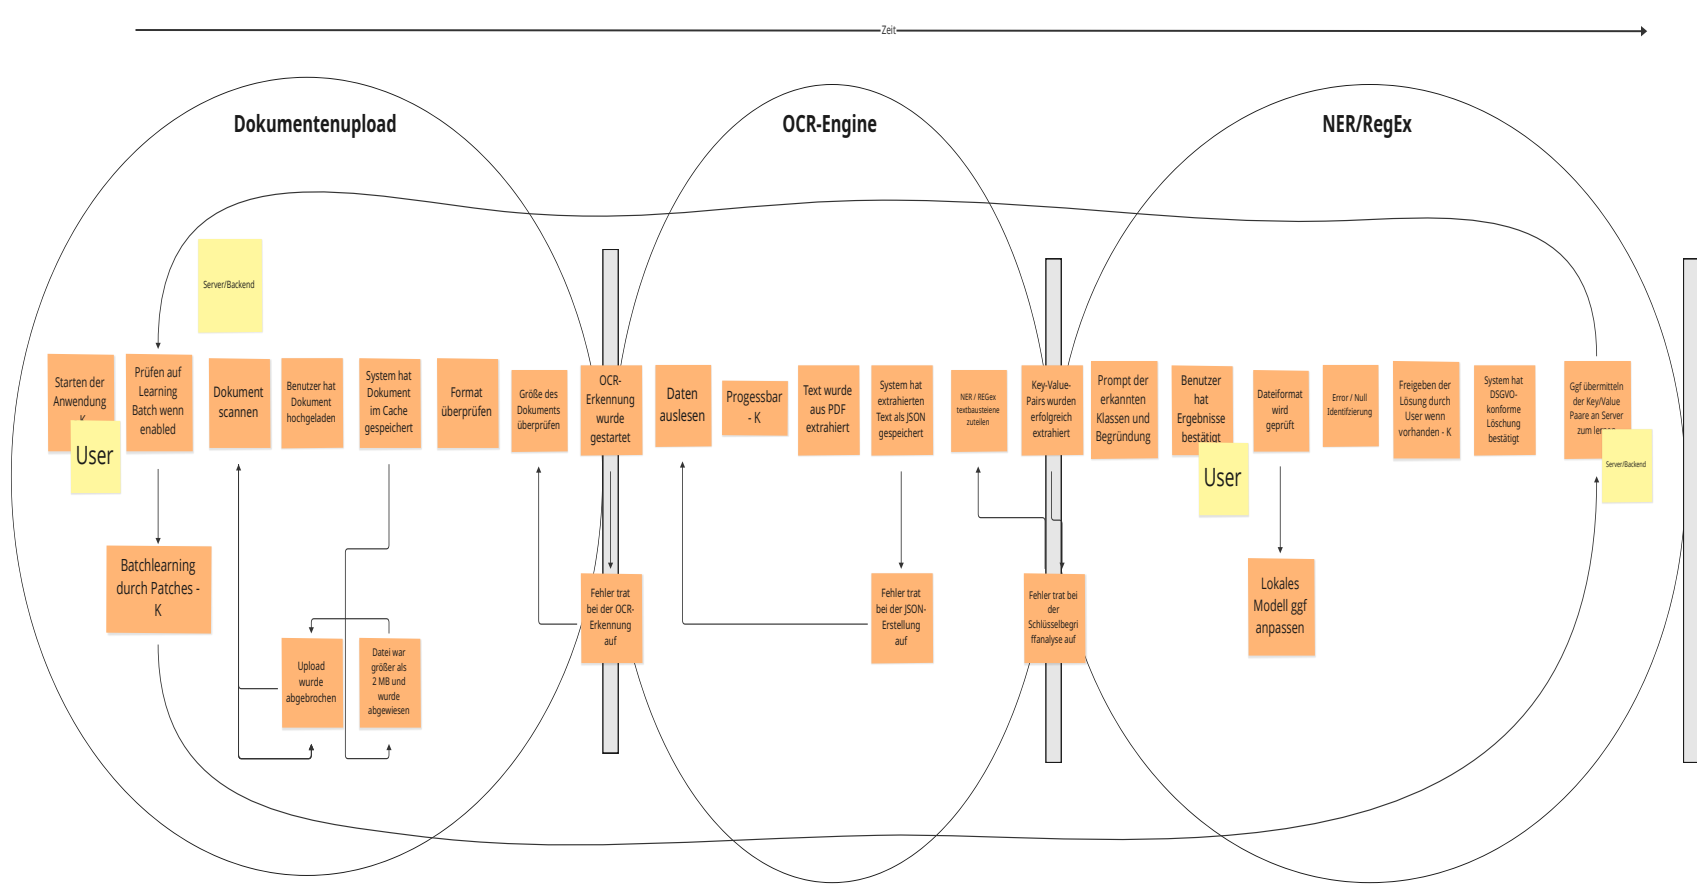 Zeit
Dokumentenupload
OCR-Engine
NER/RegEx
Server/Backend
Starten der
Anwendung
User
Prüfen auf
Learning
Batch wenn
enabled
Dokument
scannen
Benutzer hat
Dokument
hochgeladen
System hat
Dokument
im Cache
gespeichert
Format
überprüfen
Größe des
Dokuments
überprüfen
OCR-
Erkennung
wurde
gestartet
Daten
auslesen
Progessbar
- K
Text wurde
aus PDF
extrahiert
System hat
extrahierten
Text als JSON
gespeichert
NER / REGex
textbausteiene
zuteilen
Key-Value-
Pairs wurden
erfolgreich
extrahiert
Prompt der
erkannten
Klassen und
Begründung
Benutzer
hat
Ergebnisse
bestätigt
User
Dateiformat
wird
geprüft
Error / Null
Identifzierung
Freigeben der
Lösung durch
User wenn
vorhanden - K
System hat
DSGVO-
konforme
Löschung
bestätigt
Ggf übermitteln
der Key/Value
Paare an Server
zum
Server/Backend
Batchlearning
durch Patches -
K
Upload
wurde
abgebrochen
Datei war
größer als
2 MB und
wurde
abgewiesen
Fehler trat
bei der OCR-
Erkennung
auf
Fehler trat
bei der JSON-
Erstellung
auf
Fehler trat bei
der
Schlüsselbegri
ffanalyse auf
Lokales
Modell ggf
anpassen